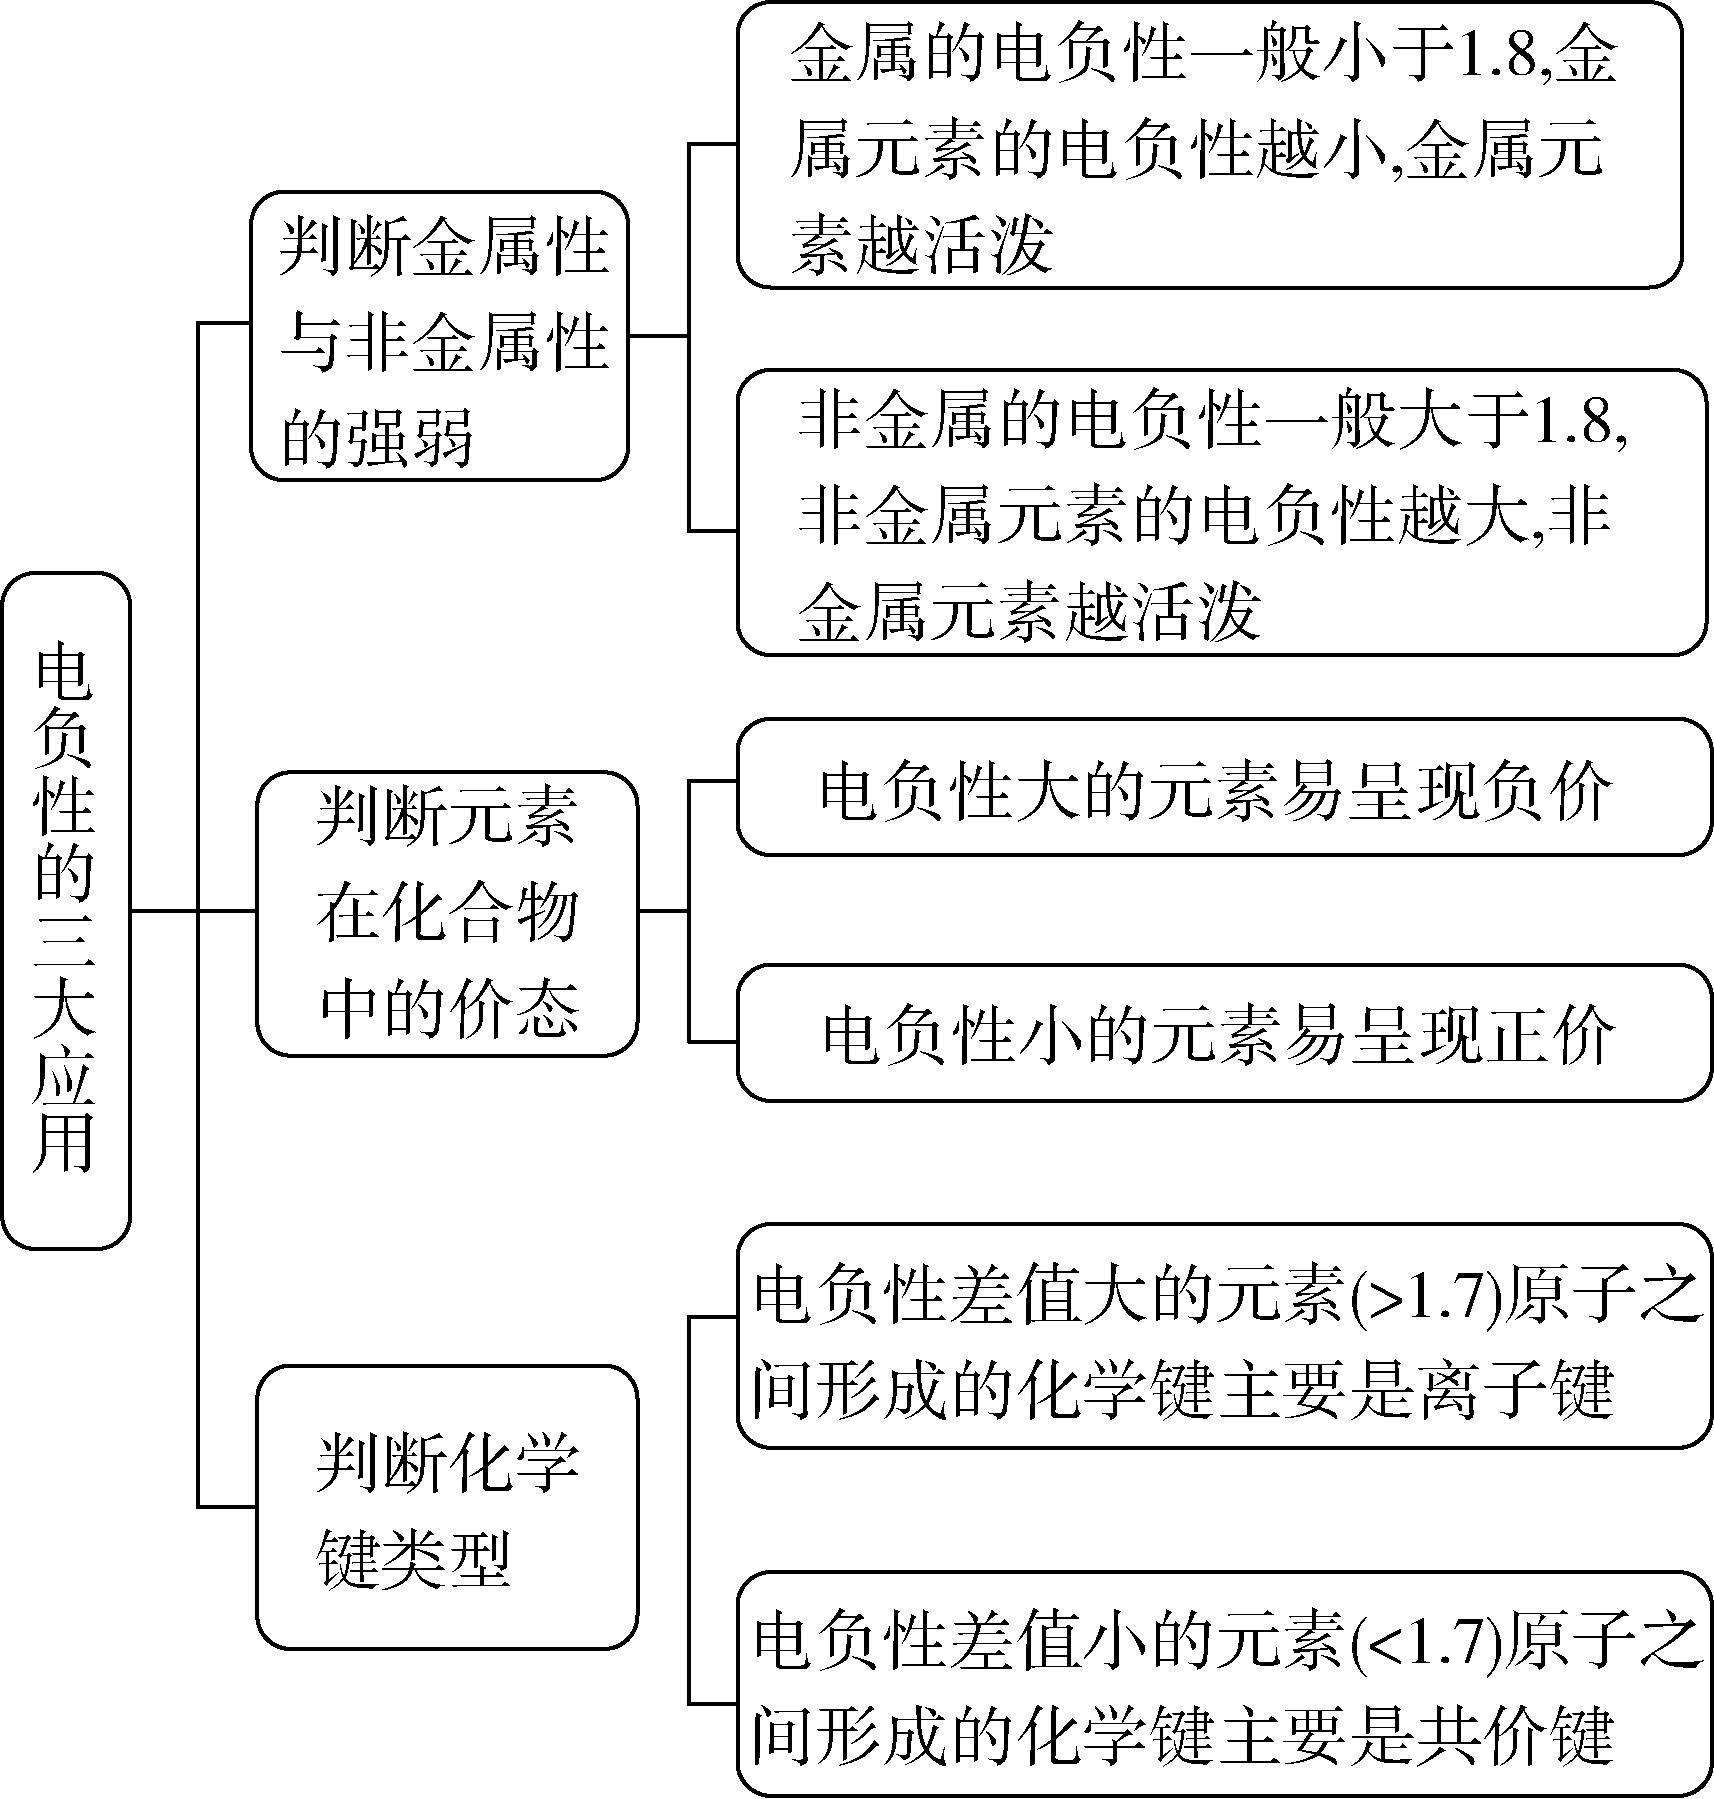 电负性的三大应用
判断金属性
与非金属性
的强弱
金属的电负性一般小于1.8,金
属元素的电负性越小,金属元
素越活泼
非金属的电负性一般大于1.8,
非金属元素的电负性越大,非
金属元素越活泼
判断元素
在化合物
中的价态
电负性大的元素易呈现负价
电负性小的元素易呈现正价
判断化学
键类型
电负性差值大的元素(>1.7)原子之
间形成的化学键主要是离子键
电负性差值小的元素(<1.7)原子之
间形成的化学键主要是共价键